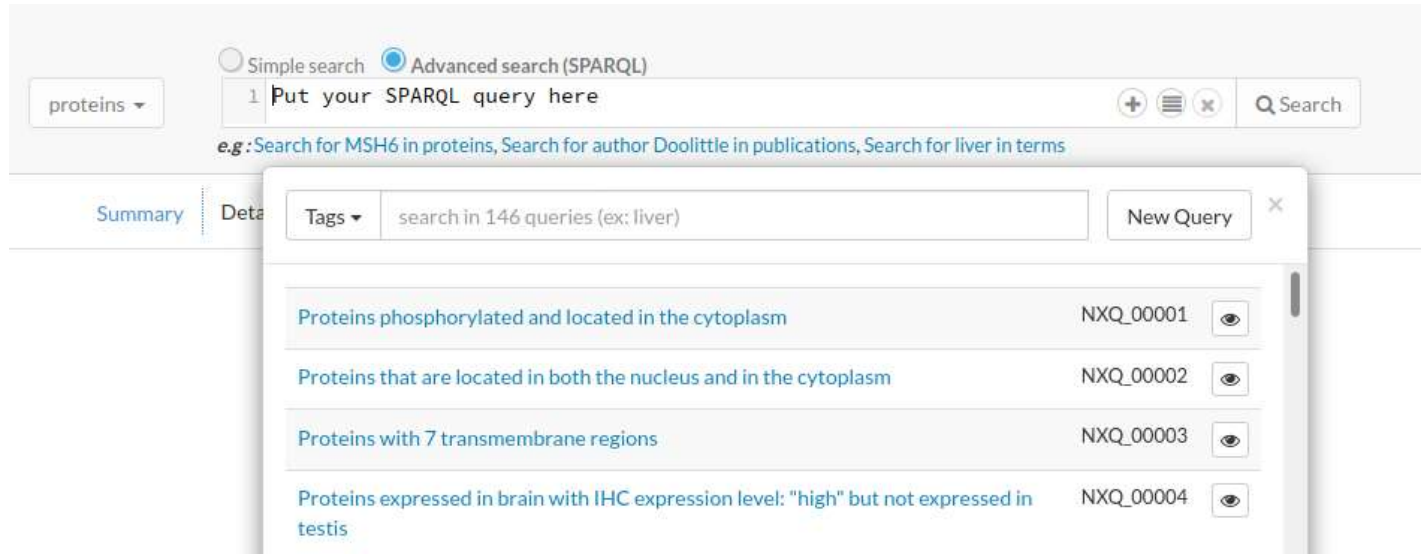 Simple search Advanced search (SPARQL)
proteins
1 Put your SPARQL query here
Search
e.g : Search for MSH6 in proteins, Search for author Doolittle in publications, Search for liver in terms
Summary
Deta
Tags
search in 146 queries (ex: liver)
New Query
×
Proteins phosphorylated and located in the cytoplasm NXQ_00001
Proteins that are located in both the nucleus and in the cytoplasm NXQ_00002
Proteins with 7 transmembrane regions NXQ_00003
Proteins expressed in brain with IHC expression level: "high" but not expressed in NXQ_00004
testis